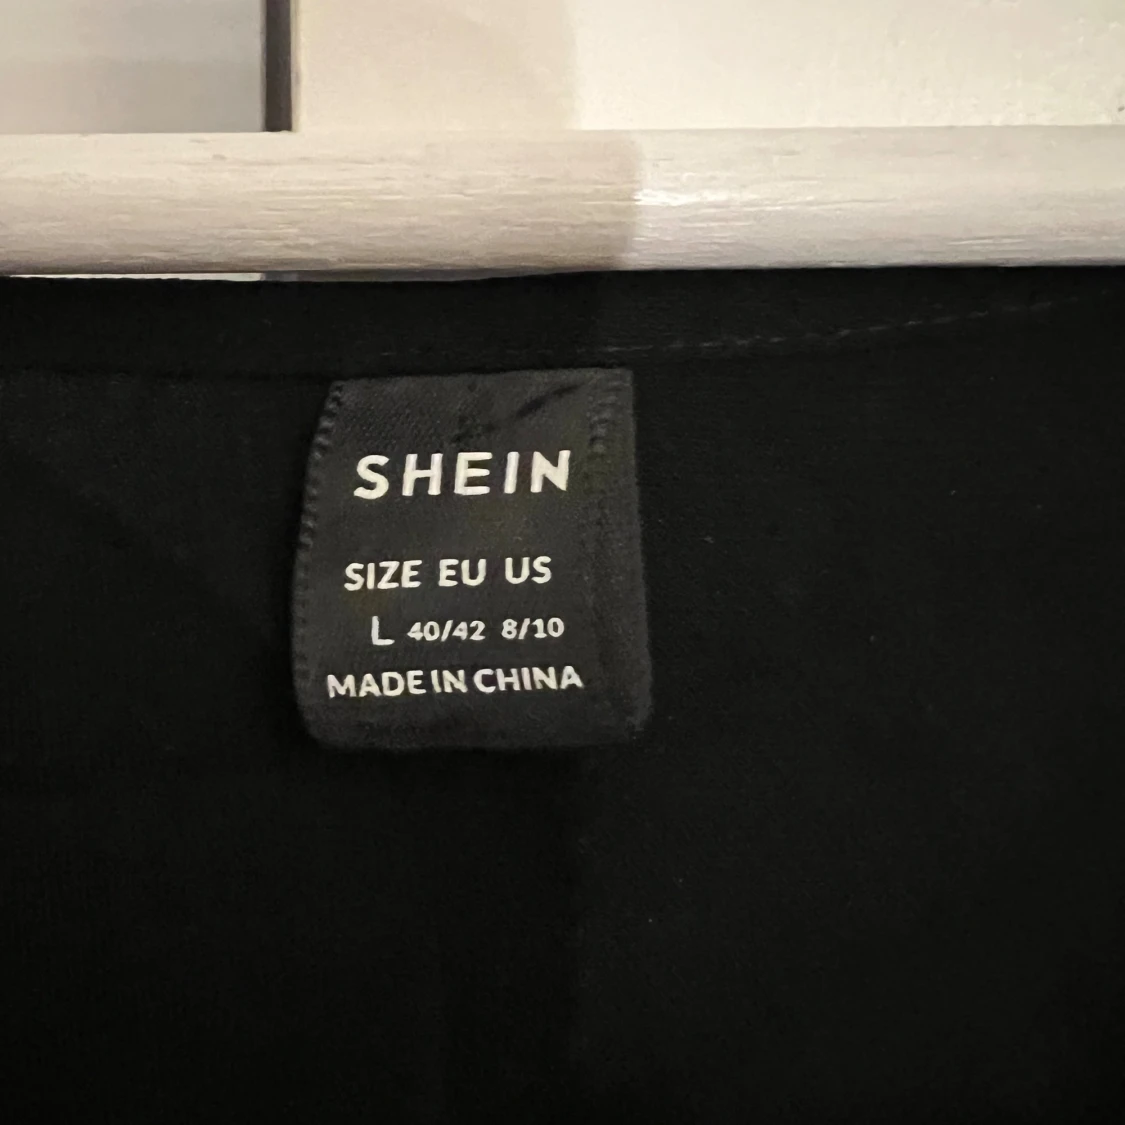 SHEIN
SIZE EU US
L 40/42 8/10
MADE IN CHINA